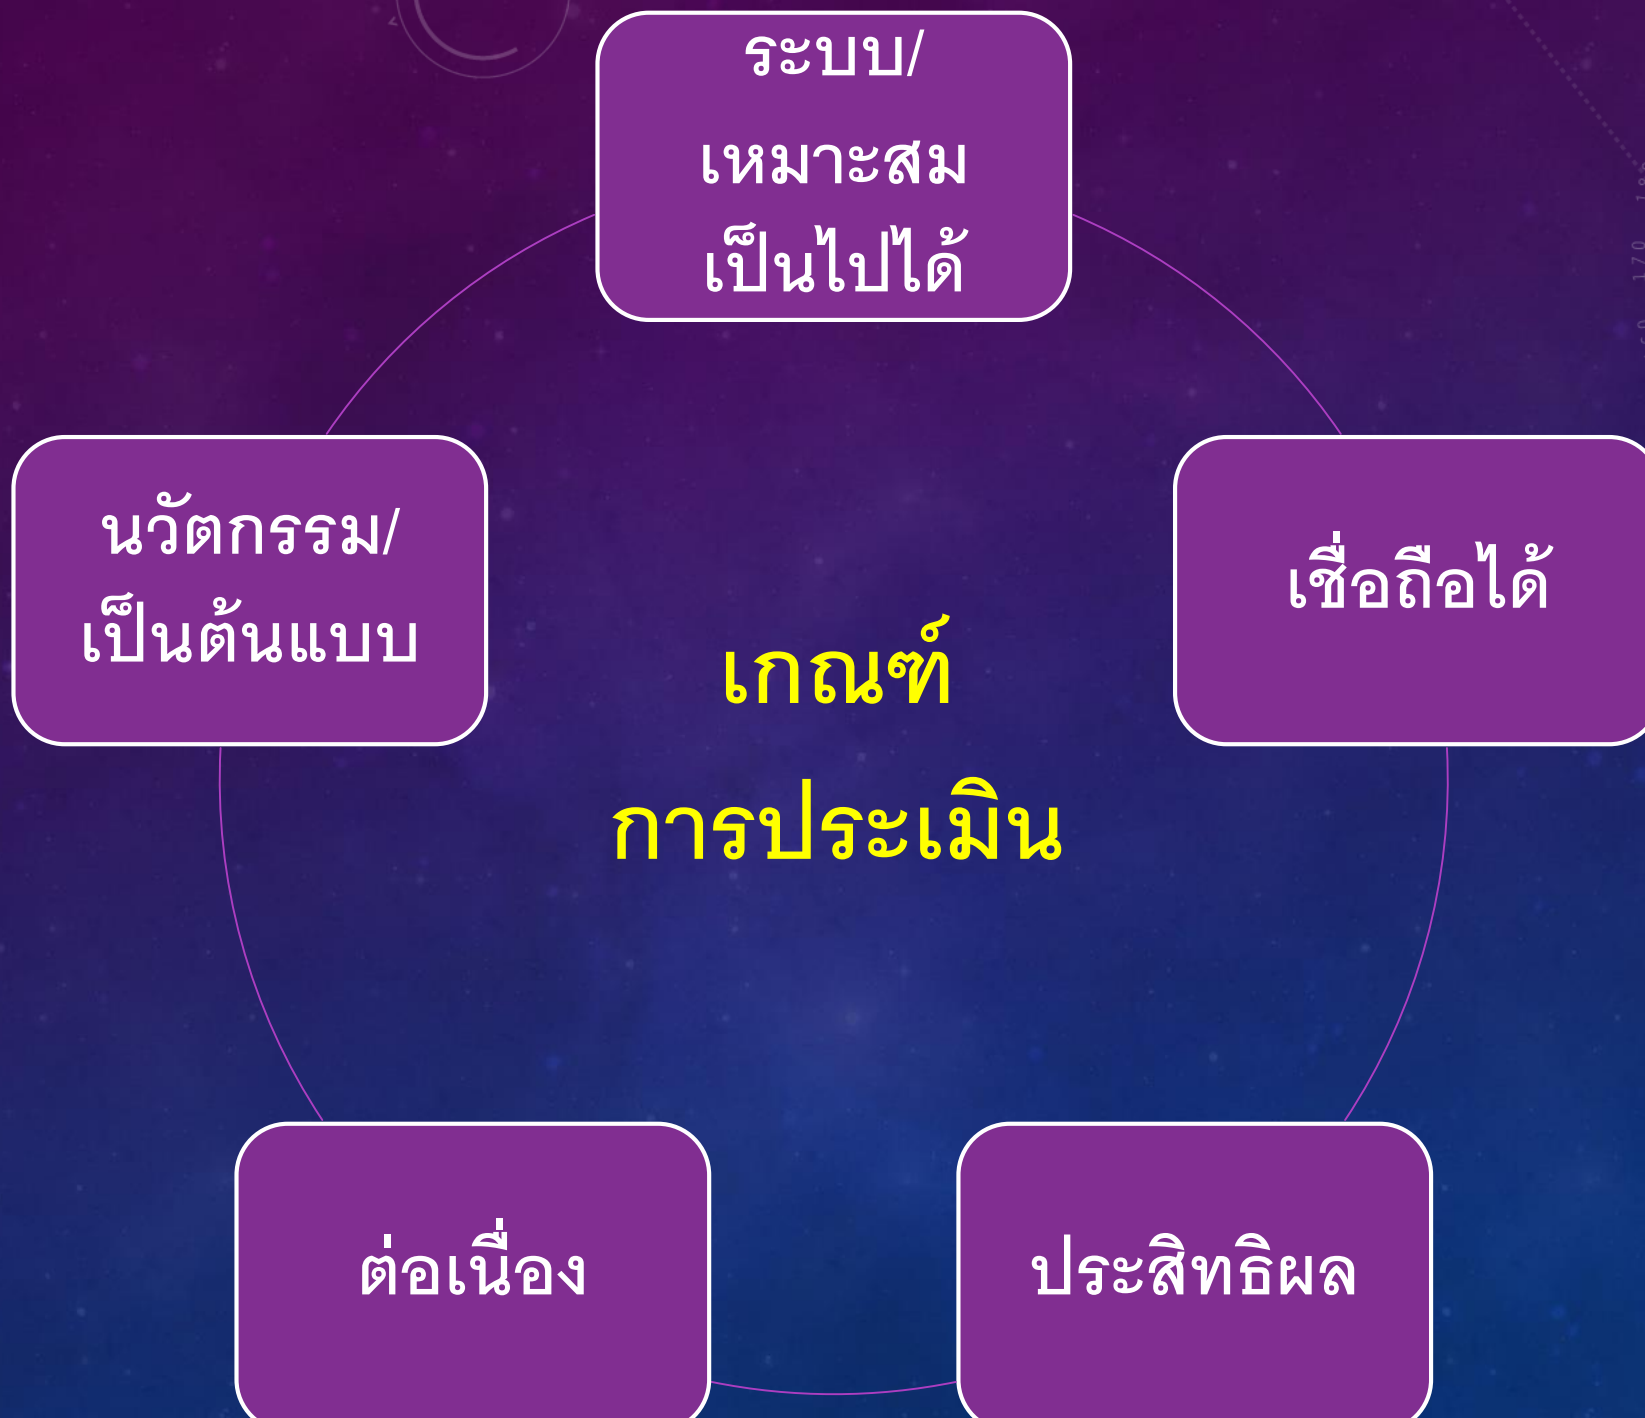 ระบบ/
เหมาะสม
เป็นไปได้
นวัตกรรม/
เป็นต้นแบบ
เชื่อถือได้
เกณฑ์
การประเมิน
ต่อเนื่อง
ประสิทธิผล
170